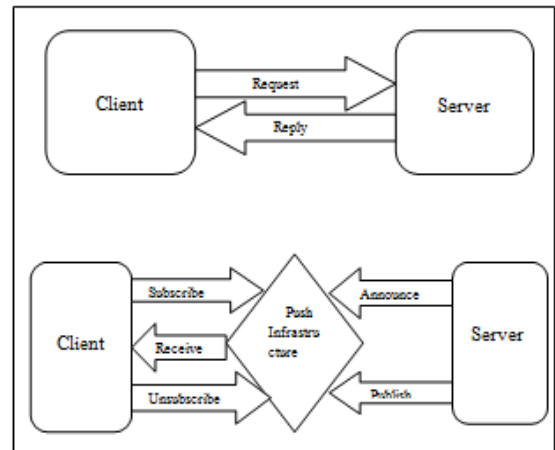 Client
Request
Reply
Server
Client
Subscribe
Receive
Unsubscribe
Push
Infrastru
cture
Announce
Publish
Server